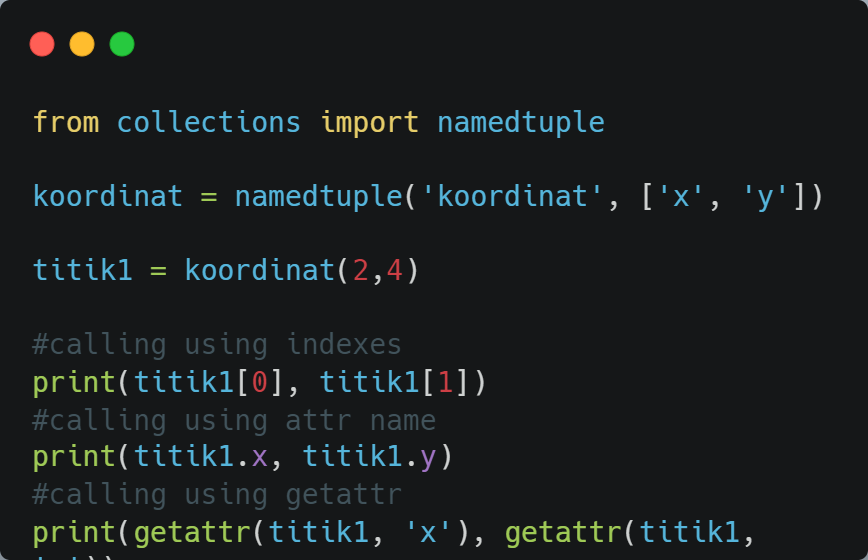 from collections import namedtuple
koordinat = namedtuple('koordinat', ['x', 'y'])
titik1 = koordinat(2,4)
#calling using indexes
print(titik1[0], titik1[1])
#calling using attr name
print(titik1.x, titik1.y)
#calling using getattr
print(getattr(titik1, 'x'), getattr(titik1,